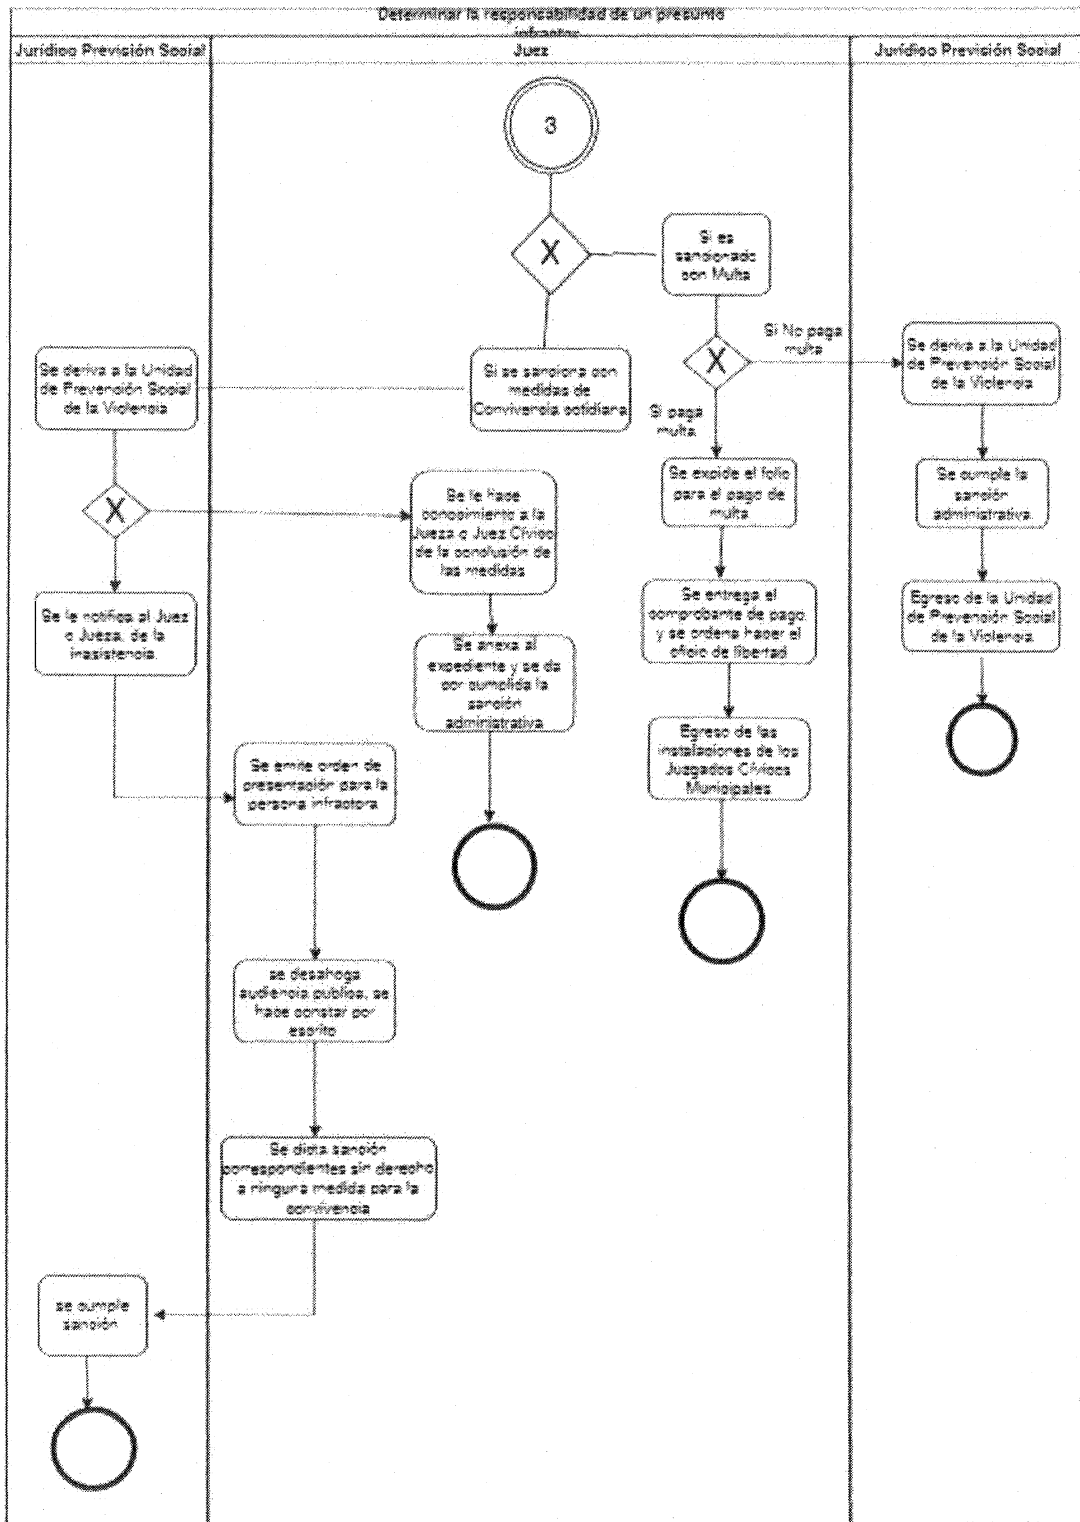 Determinar la responsabilidad de un presunto
infractor
Jurídico Previsión Social
Juez
Jurídico Previsión Social
3
X
Si es
sancionado
con Multa
Si se sanciona con
medidas de
Convivencia cotidiana
X
Si No paga
multa
Si paga
multa
Se deriva a la Unidad
de Prevención Social
de la Violencia
Se deriva a la Unidad
de Prevención Social
de la Violencia
X
Se le hace
conocimiento a la
Jueza o Juez Cívico
de la conclusión de
las medidas
Se expide el folio
para el pago de
multa
Se cumple la
sanción
administrativa.
Se le notifica al Juez
o Jueza, de la
inasistencia.
Se anexa al
expediente y se da
por cumplida la
sanción
administrativa
Se entrega el
comprobante de pago,
y se ordena hacer el
oficio de libertad
Egreso de la Unidad
de Prevención Social
de la Violencia.
Se emite orden de
presentación para la
persona infractora.
Egreso de las
instalaciones de los
Juzgados Cívicos
Municipales
se desahoga
audiencia publica, se
hace constar por
escrito
Se dicta sanción
correspondientes sin derecho
a ninguna medida para la
convivencia
se cumple
sanción